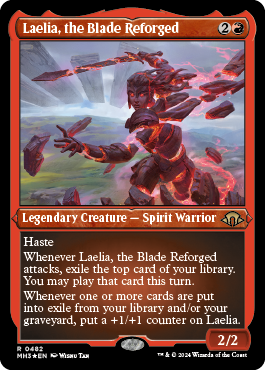 Laelia, the Blade Reforged 2
Legendary Creature — Spirit Warrior
Haste
Whenever Laelia, the Blade Reforged
attacks, exile the top card of your library.
You may play that card this turn.
Whenever one or more cards are put
into exile from your library and/or your
graveyard, put a +1/+1 counter on Laelia.
2/2
R 0482
MH3★EN Wisnu Tan
™ & © 2024 Wizards of the Coast